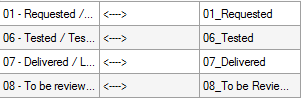 01 - Requested /... <----> 01_Requested
06 - Tested / Tes... <----> 06_Tested
07 - Delivered / L... <----> 07_Delivered
08 - To be review... <----> 08_To be Revie...